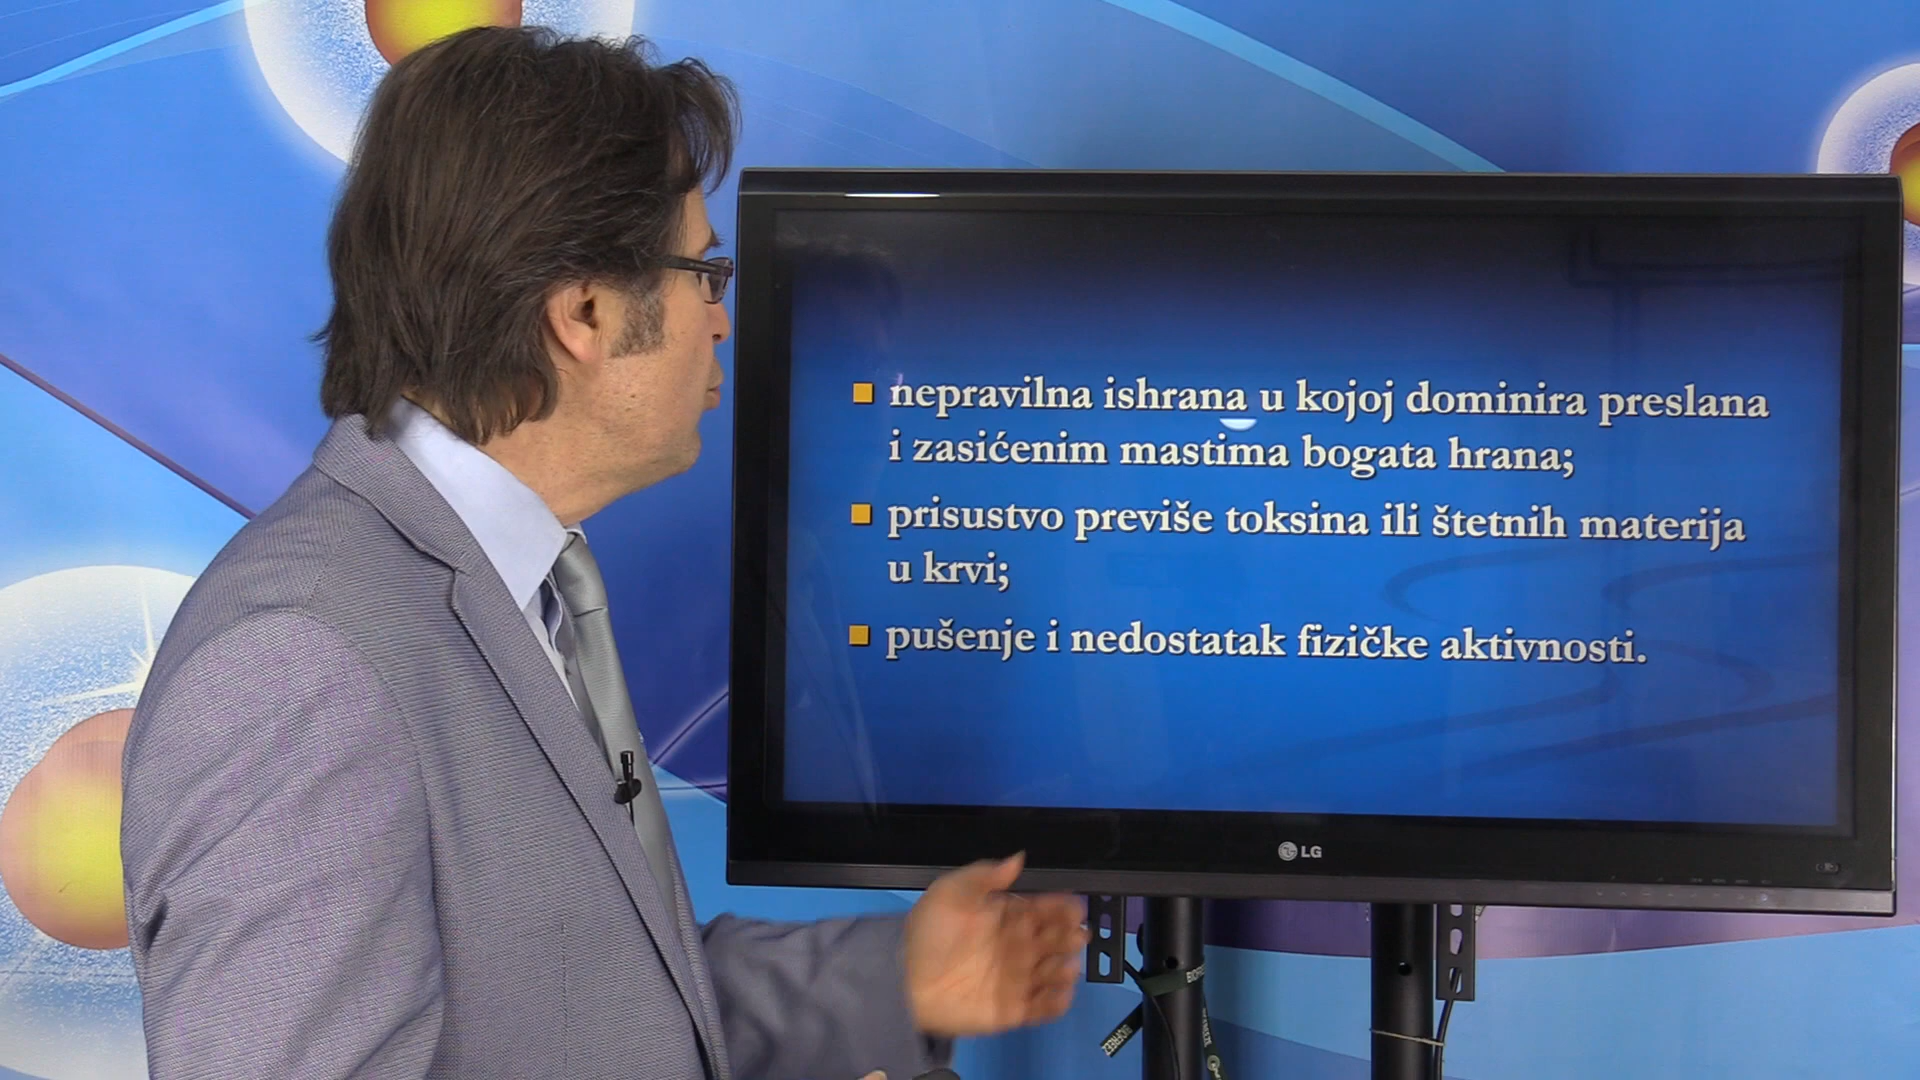 nepravilna ishrana u kojoj dominira preslana
i zasićenim mastima bogata hrana;
prisustvo previše toksina ili štetnih materija
u krvi;
pušenje i nedostatak fizičke aktivnosti.
LG